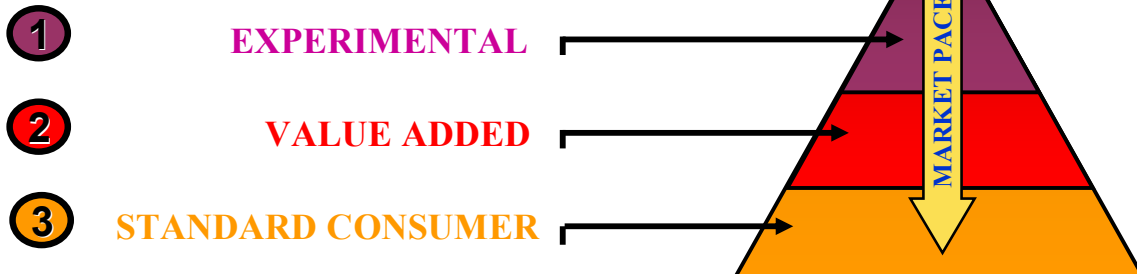 1 EXPERIMENTAL
2 VALUE ADDED
3 STANDARD CONSUMER
MARKET PACE